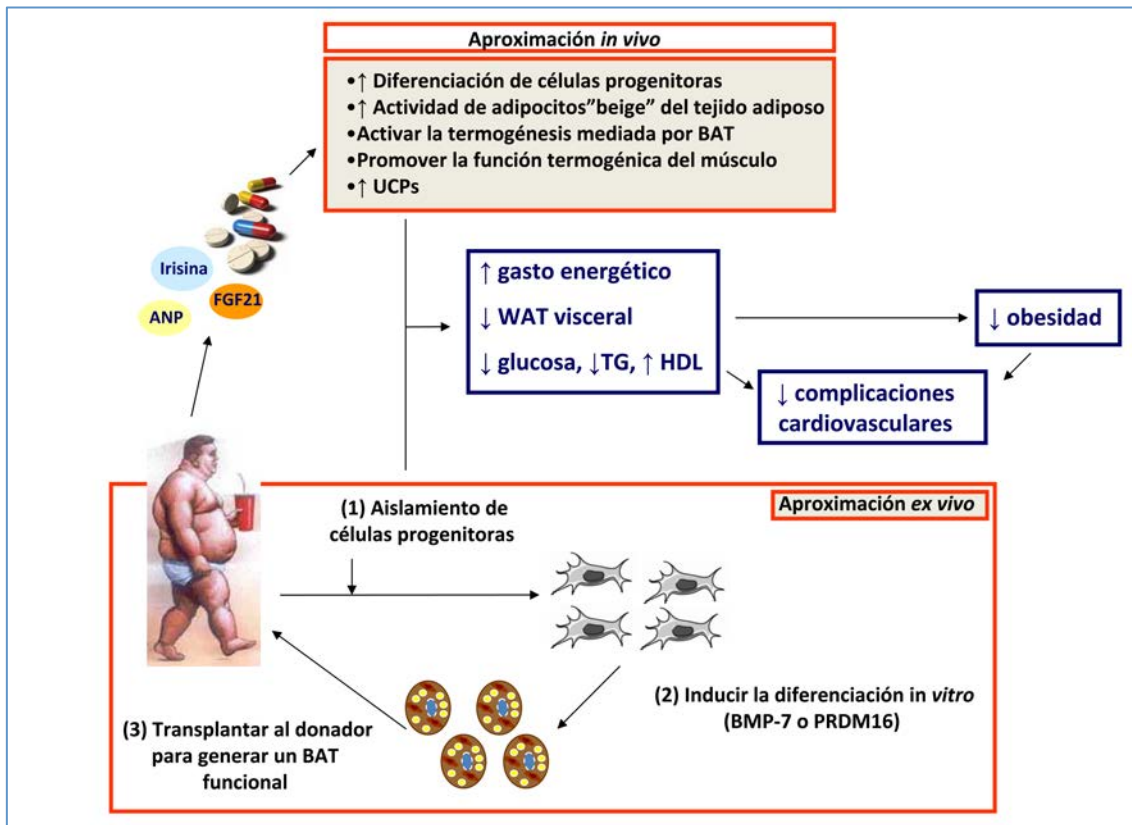 Aproximación in vivo
•↑ Diferenciación de células progenitoras
•↑ Actividad de adipocitos”beige” del tejido adiposo
•Activar la termogénesis mediada por BAT
•Promover la función termogénica del músculo
•↑ UCPs
Irisina
FGF21
ANP
↑ gasto energético
↓ WAT visceral
↓ glucosa, ↓TG, ↑ HDL
↓ obesidad
↓ complicaciones
cardiovasculares
Aproximación ex vivo
(1) Aislamiento de
células progenitoras
(2) Inducir la diferenciación in vitro
(BMP-7 o PRDM16)
(3) Transplantar al donador
para generar un BAT
funcional